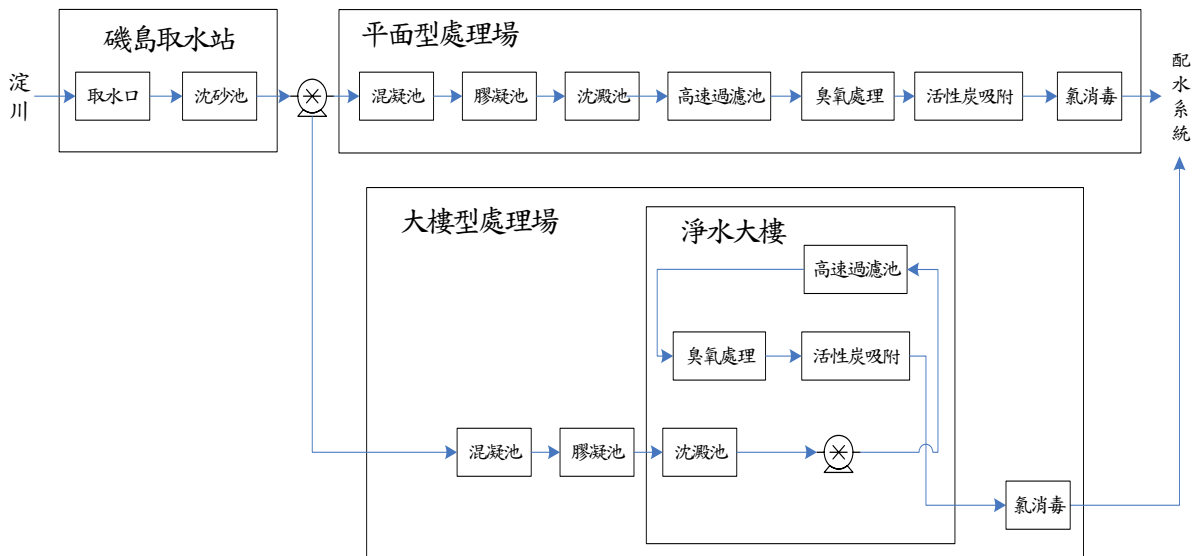 磯島取水站
平面型處理場
淀川
取水口
沈砂池
混凝池
膠凝池
沈澱池
高速過濾池
臭氧處理
活性炭吸附
氯消毒
配水系統
大樓型處理場
淨水大樓
高速過濾池
臭氧處理
活性炭吸附
混凝池
膠凝池
沈澱池
氯消毒